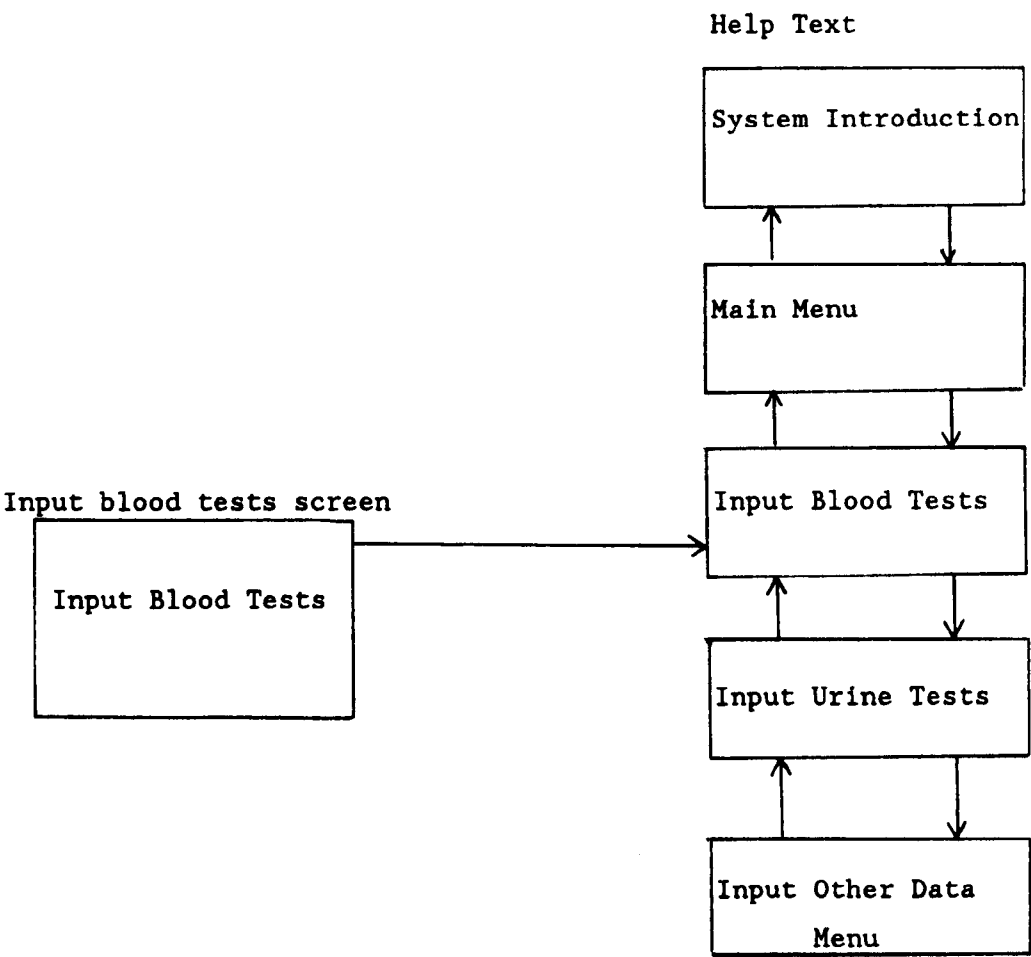 Help Text
System Introduction
Main Menu
Input Blood Tests
Input blood tests screen
Input Blood Tests
Input Urine Tests
Input Other Data
Menu